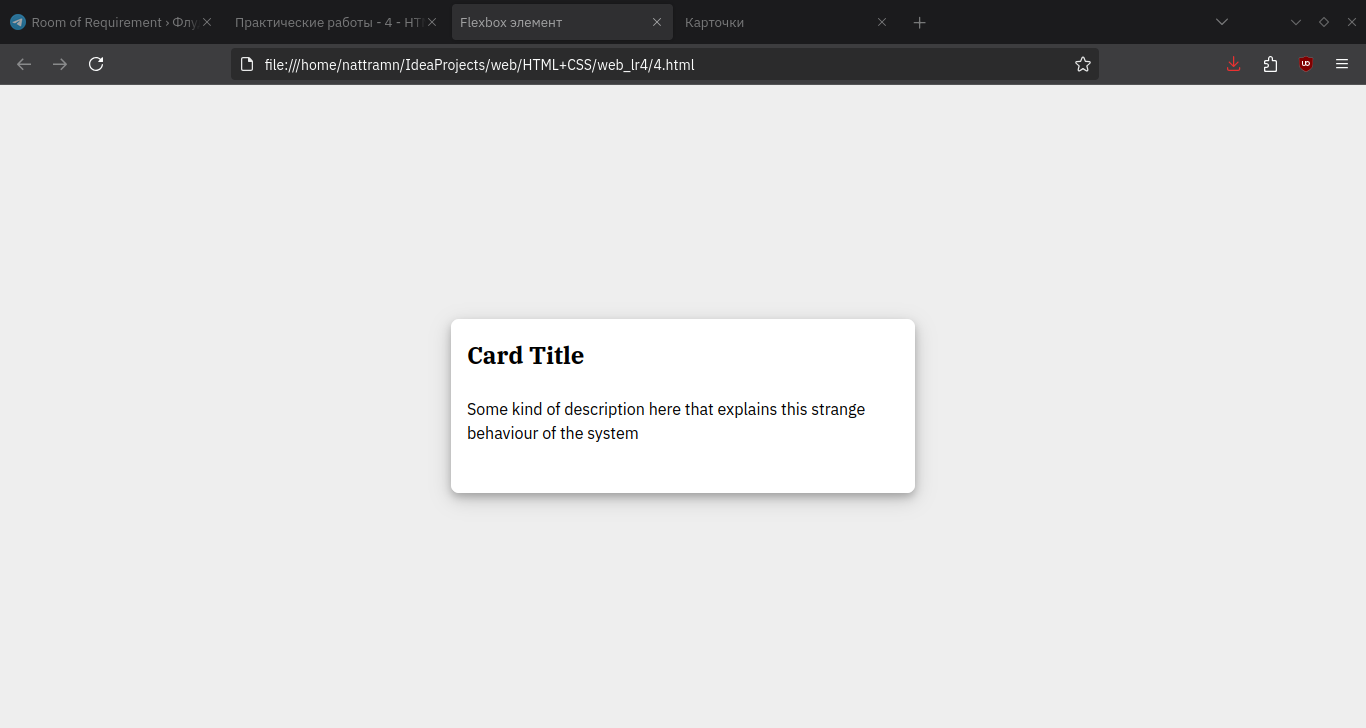 Room of Requirement › Флу
Практические работы - 4 - HT
Flexbox элемент
Карточки
file:///home/nattramn/IdeaProjects/web/HTML+CSS/web_lr4/4.html
Card Title
Some kind of description here that explains this strange
behaviour of the system